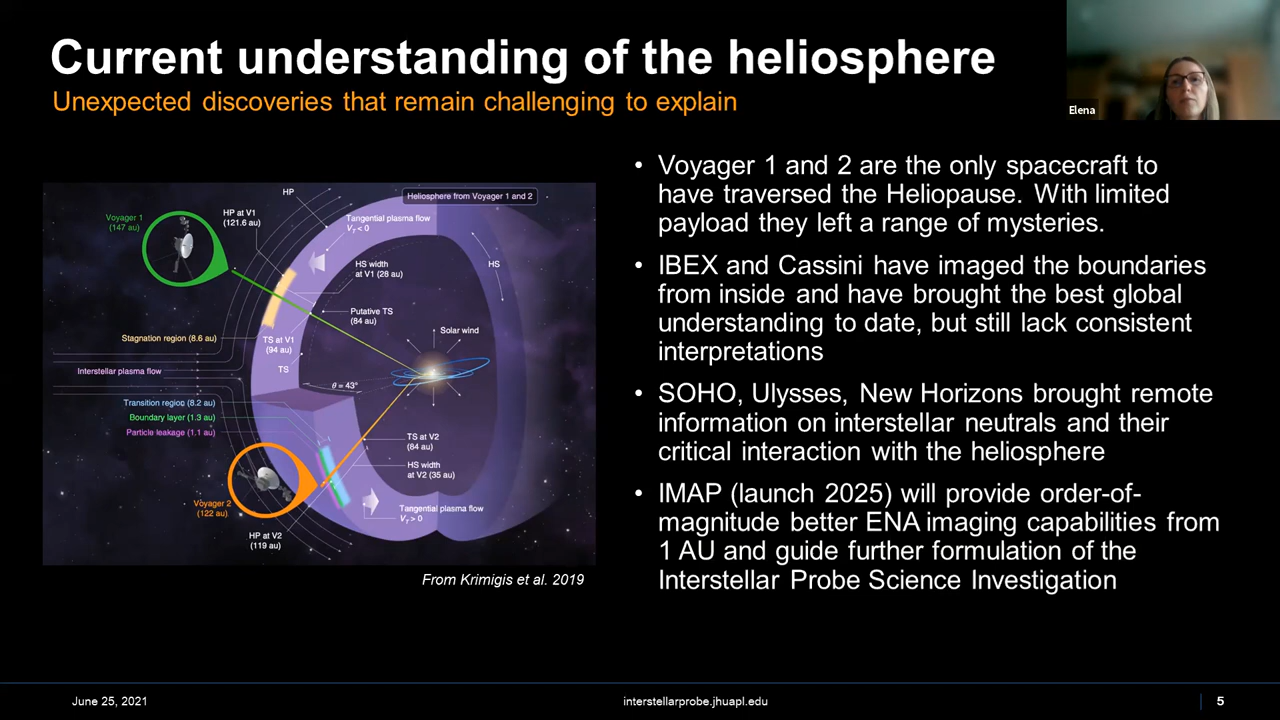 Current understanding of the heliosphere
Unexpected discoveries that remain challenging to explain
Elena
• Voyager 1 and 2 are the only spacecraft to
have traversed the Heliopause. With limited
payload they left a range of mysteries.
• IBEX and Cassini have imaged the boundaries
from inside and have brought the best global
understanding to date, but still lack consistent
interpretations
• SOHO, Ulysses, New Horizons brought remote
information on interstellar neutrals and their
critical interaction with the heliosphere
• IMAP (launch 2025) will provide order-of-
magnitude better ENA imaging capabilities from
1 AU and guide further formulation of the
Interstellar Probe Science Investigation
HP
Heliosphere from Voyager 1 and 2
Voyager 1
(147 au)
HP at V1
(121.6 au)
Tangential plasma flow
VT < 0
HS width
at V1 (28 au)
HS
Putative TS
(84 au)
Solar wind
Stagnation region (8.6 au)
TS at V1
(94 au)
Interstellar plasma flow
TS
θ = 43°
Transition region (8.2 au)
Boundary layer (1.3 au)
Particle leakage (1.1 au)
TS at V2
(84 au)
HS width
at V2 (35 au)
Voyager 2
(122 au)
Tangential plasma flow
VT > 0
HP at V2
(119 au)
From Krimigis et al. 2019
June 25, 2021
interstellarprobe.jhuapl.edu
5